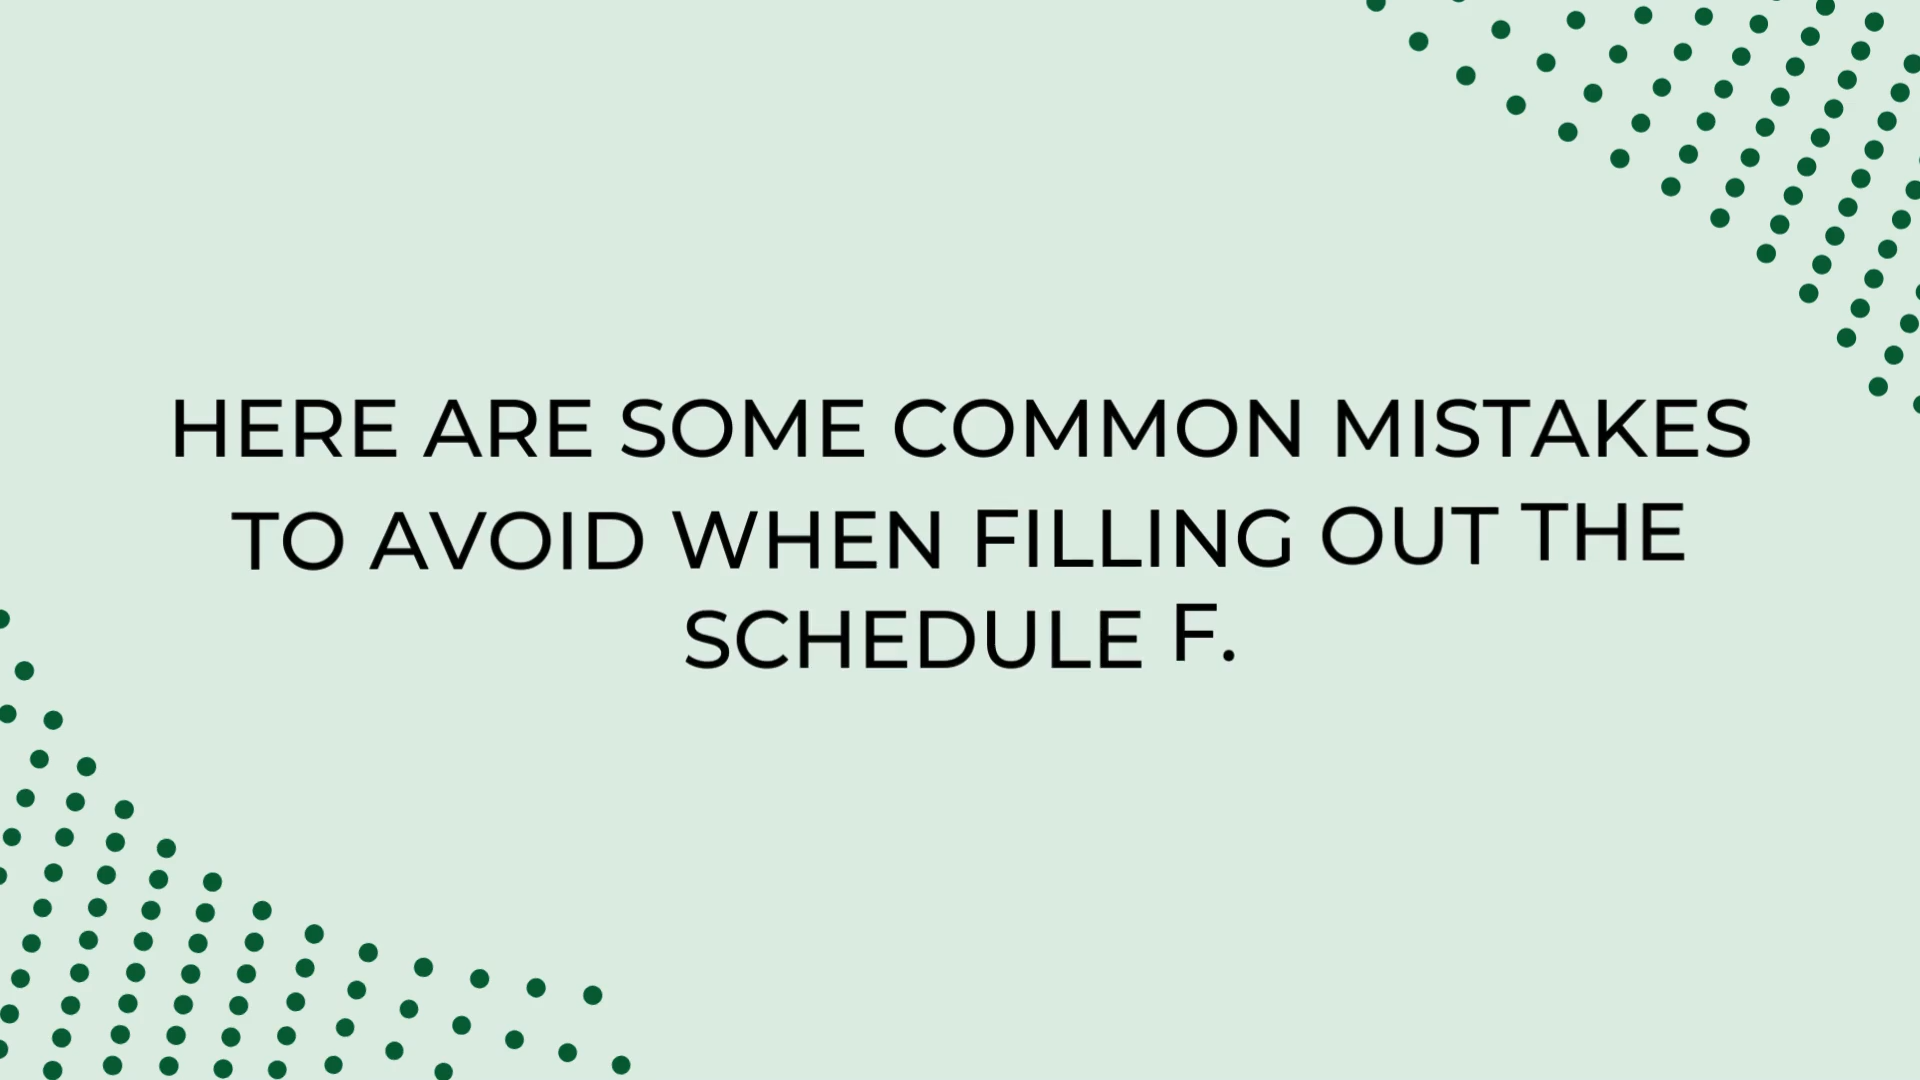 HERE ARE SOME COMMON MISTAKES
TO AVOID WHEN FILLING OUT THE
SCHEDULE F.